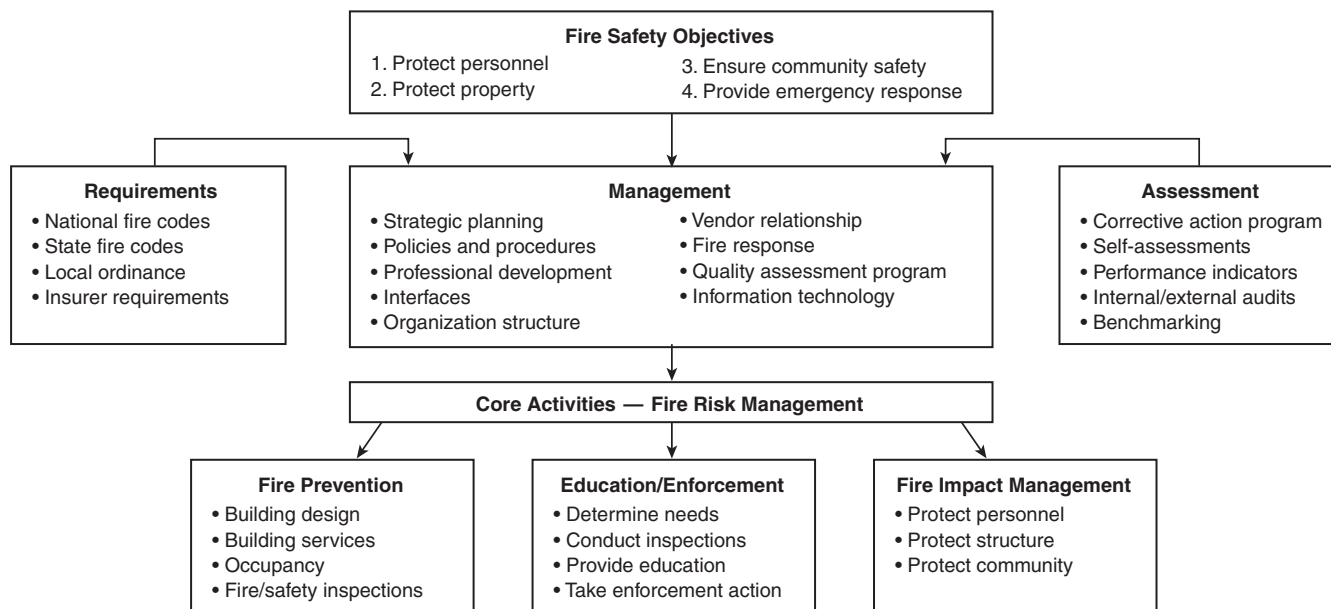 Fire Safety Objectives
1. Protect personnel
2. Protect property
3. Ensure community safety
4. Provide emergency response
Requirements
• National fire codes
• State fire codes
• Local ordinance
• Insurer requirements
Management
• Strategic planning
• Policies and procedures
• Professional development
• Interfaces
• Organization structure
• Vendor relationship
• Fire response
• Quality assessment program
• Information technology
Assessment
• Corrective action program
• Self-assessments
• Performance indicators
• Internal/external audits
• Benchmarking
Core Activities — Fire Risk Management
Fire Prevention
• Building design
• Building services
• Occupancy
• Fire/safety inspections
Education/Enforcement
• Determine needs
• Conduct inspections
• Provide education
• Take enforcement action
Fire Impact Management
• Protect personnel
• Protect structure
• Protect community